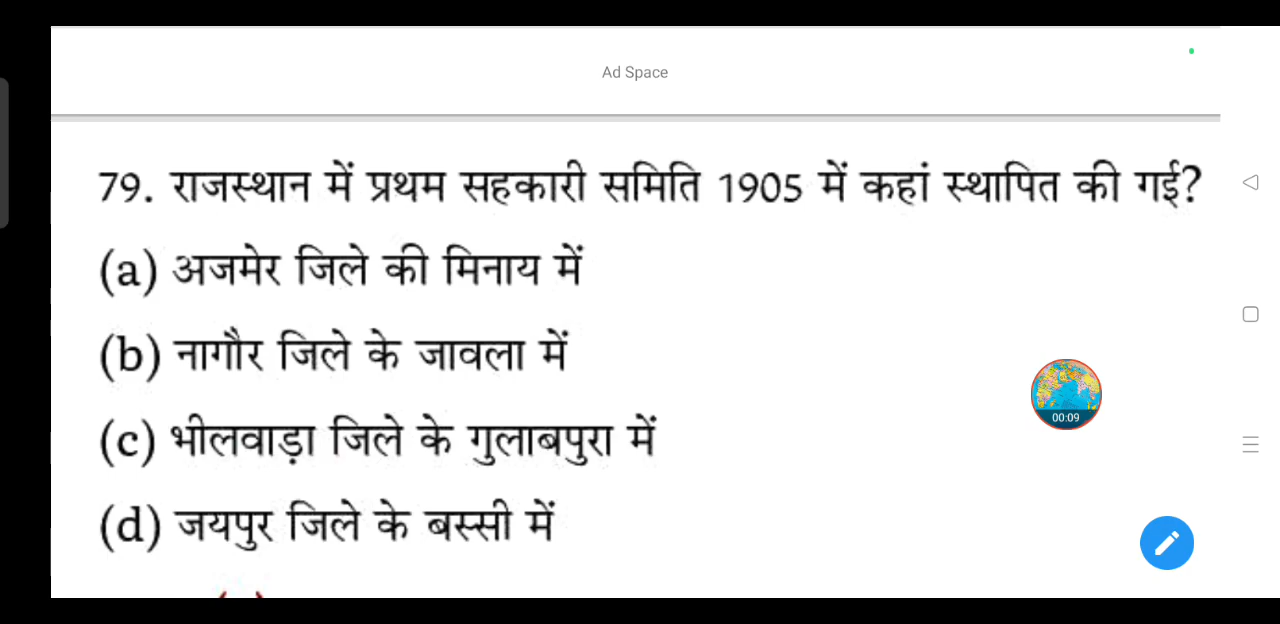 Ad Space
79. राजस्थान में प्रथम सहकारी समिति 1905 में कहां स्थापित की गई?
(a) अजमेर जिले की मिनाय में
(b) नागौर जिले के जावला में
(c) भीलवाड़ा जिले के गुलाबपुरा में
00:09
(d) जयपुर जिले के बस्सी में